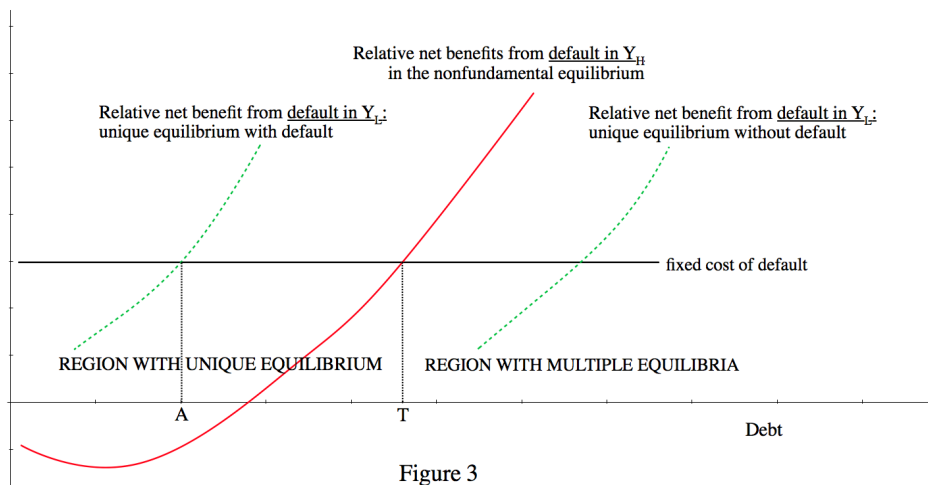 Relative net benefits from default in Y_H
in the nonfundamental equilibrium
Relative net benefit from default in Y_L:
unique equilibrium with default
Relative net benefit from default in Y_L:
unique equilibrium without default
fixed cost of default
REGION WITH UNIQUE EQUILIBRIUM
REGION WITH MULTIPLE EQUILIBRIA
A
T
Debt
Figure 3